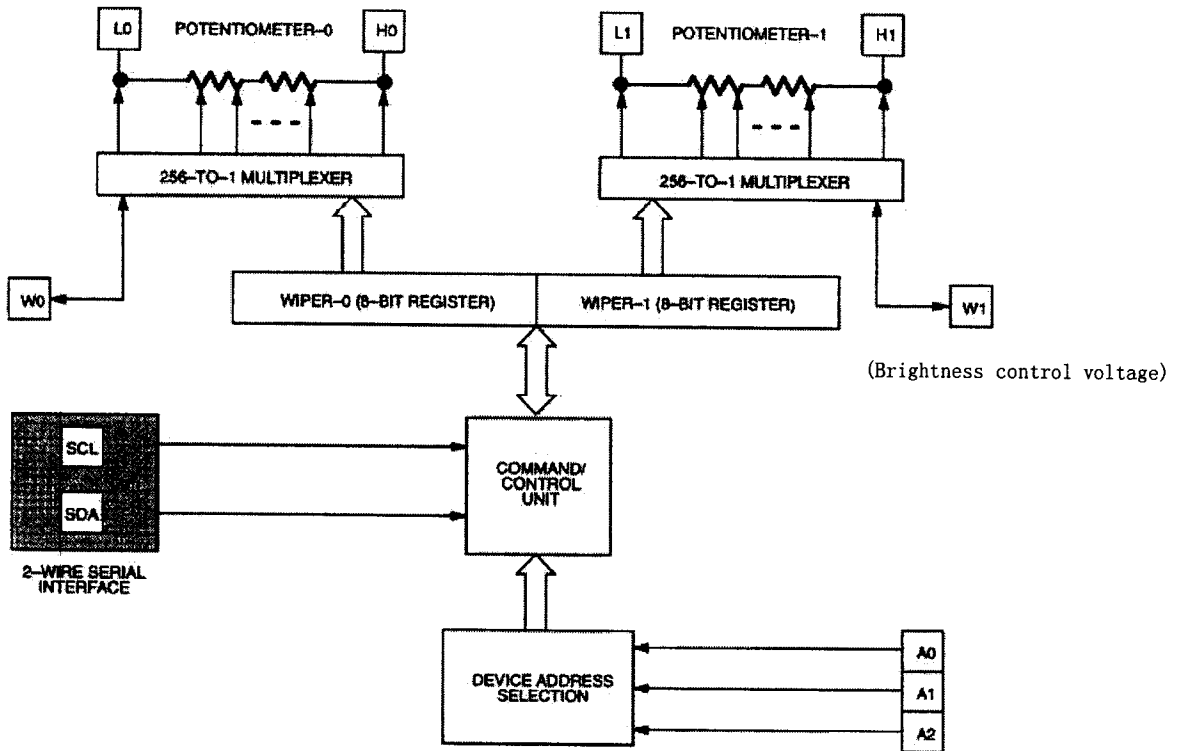 L0 POTENTIOMETER-0 H0
L1 POTENTIOMETER-1 H1
256-TO-1 MULTIPLEXER
256-TO-1 MULTIPLEXER
W0
WIPER-0 (8-BIT REGISTER)
WIPER-1 (8-BIT REGISTER)
W1
(Brightness control voltage)
SCL
SDA
2-WIRE SERIAL
INTERFACE
COMMAND/
CONTROL
UNIT
DEVICE ADDRESS
SELECTION
A0
A1
A2